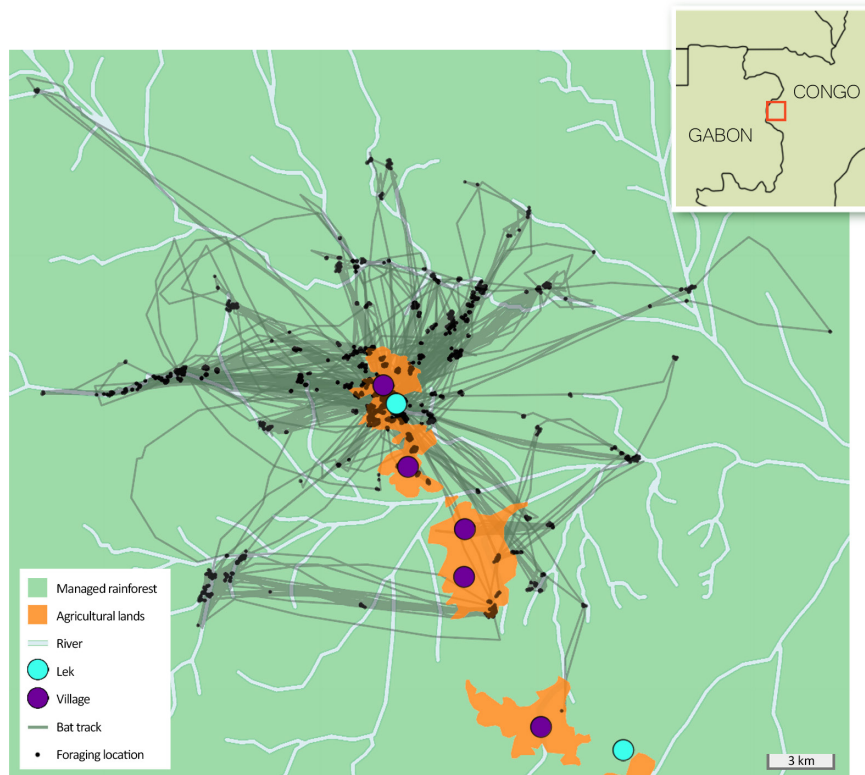 CONGO
GABON
Managed rainforest
Agricultural lands
River
Lek
Village
Bat track
Foraging location
3 km